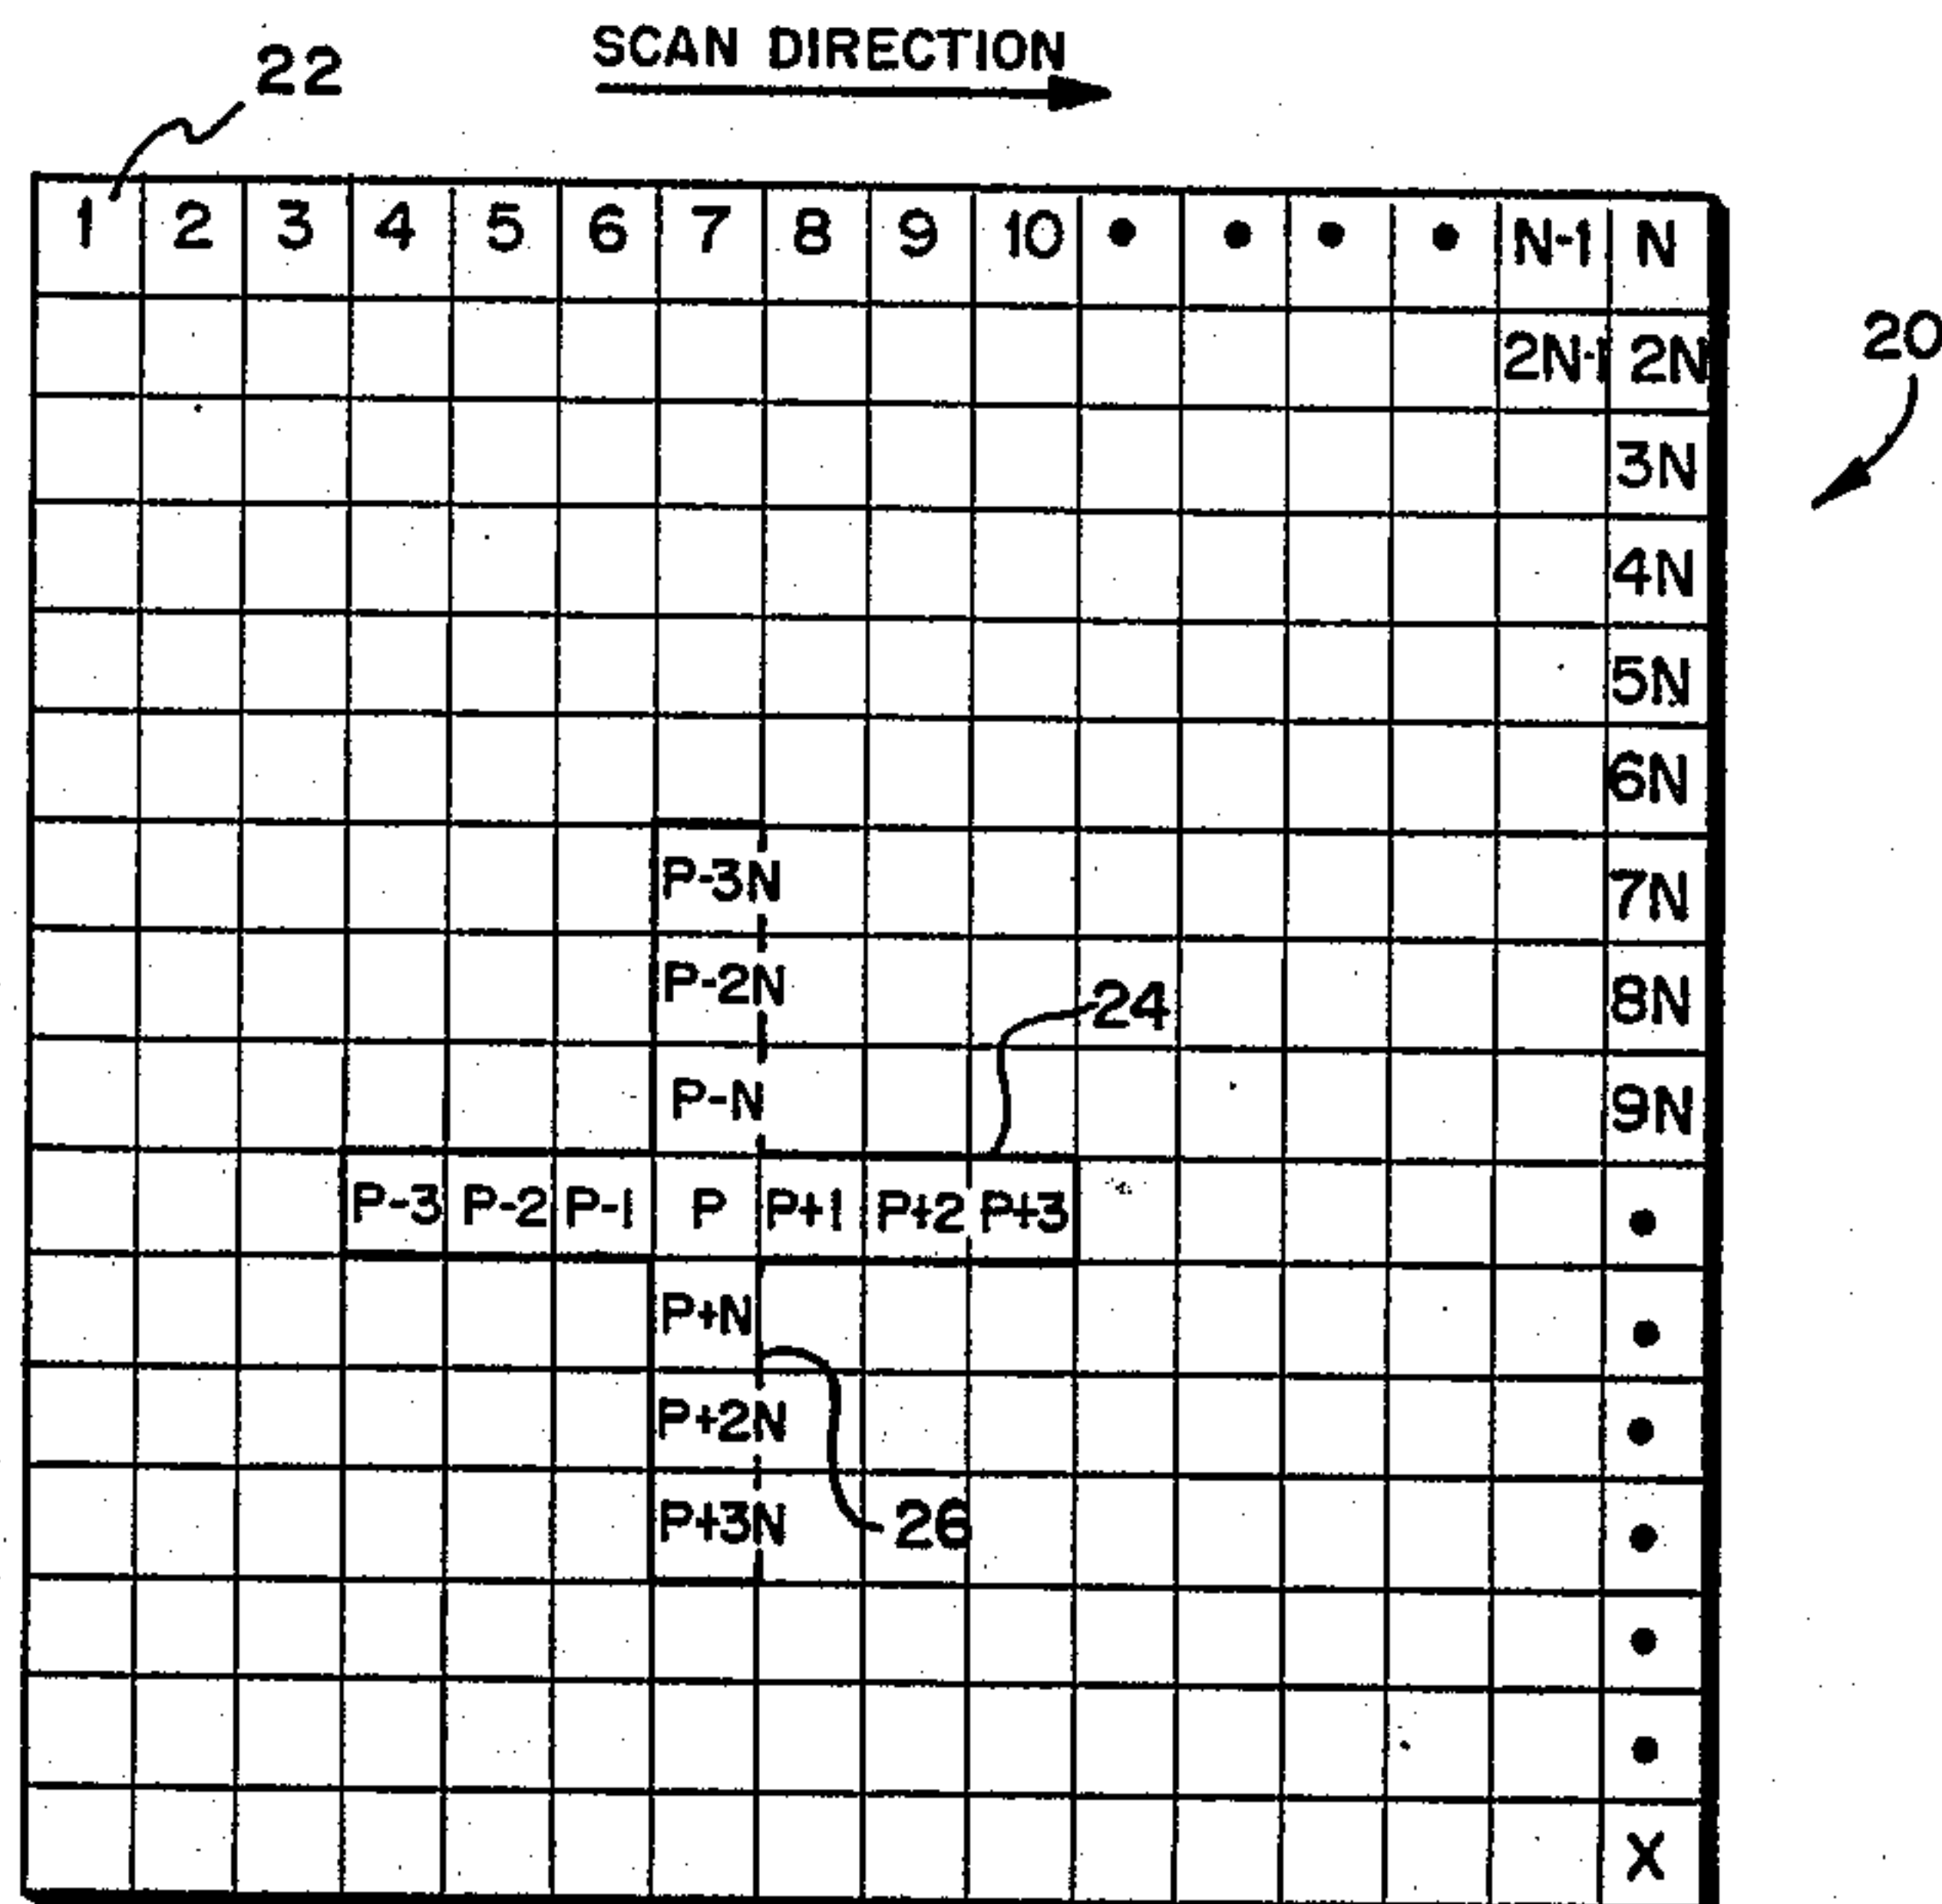 22 SCAN DIRECTION
1 2 3 4 5 6 7 8 9 10 • • • • N-1 N
2N-1 2N
20
3N
4N
5N
6N
P-3N 7N
P-2N 8N
24
P-N 9N
P-3 P-2 P-1 P P+1 P+2 P+3 •
P+N •
P+2N •
P+3N •
26
•
•
X